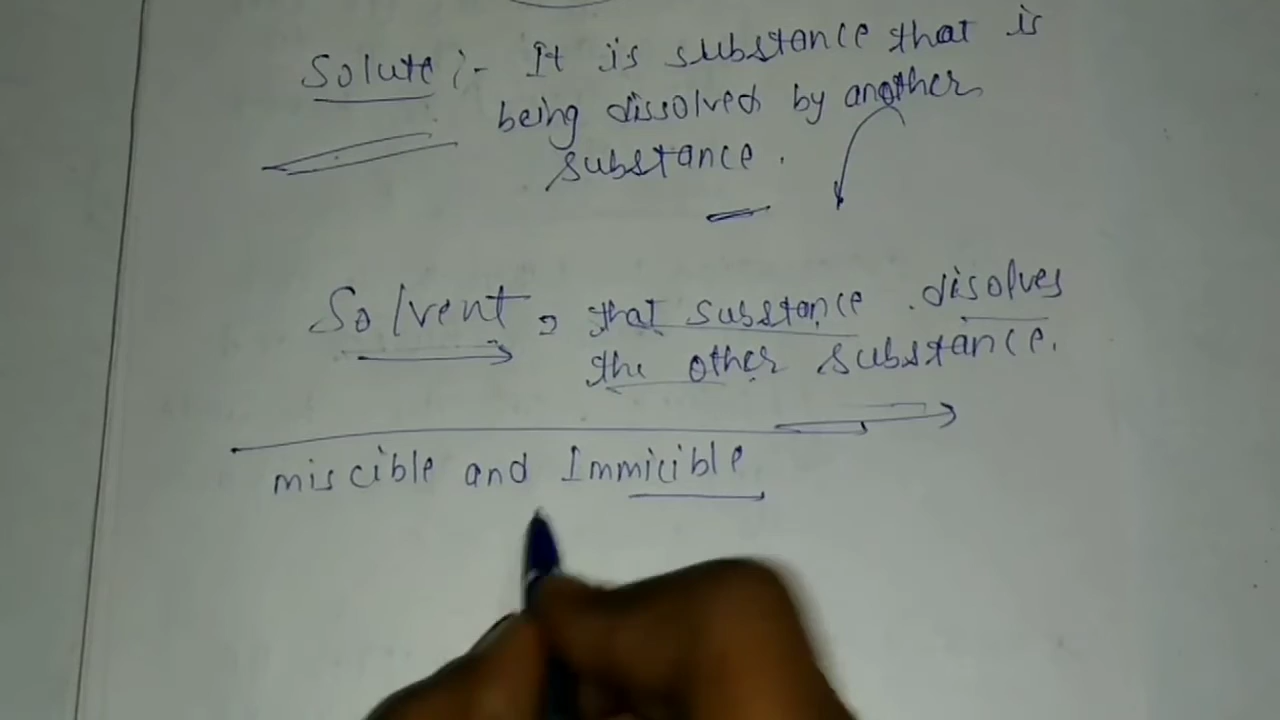 Solute :- It is substance that is
being dissolved by another
substance.
Solvent, that substance disolves
the other substance.
miscible and Immicible